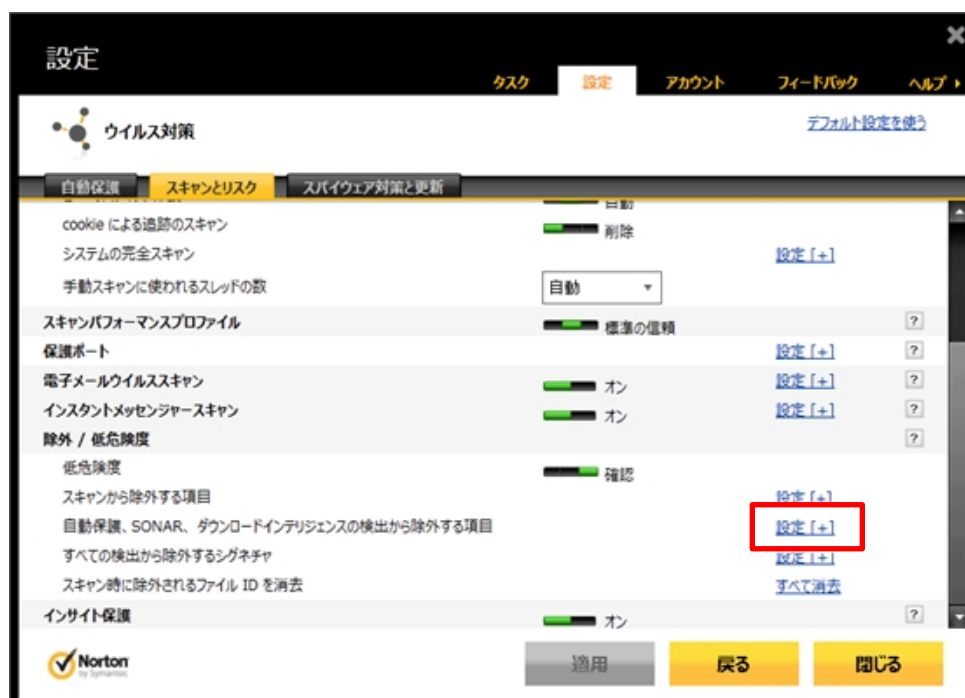 設定
タスク 設定 アカウント フィードバック ヘルプ
ウイルス対策
デフォルト設定を使う
自動保護 スキャンとリスク スパイウェア対策と更新
自動
cookie による追跡のスキャン 削除
システムの完全スキャン 設定 [+]
手動スキャンに使われるスレッドの数 自動
スキャンパフォーマンスプロファイル 標準の信頼 ?
保護ポート 設定 [+] ?
電子メールウイルススキャン オン 設定 [+] ?
インスタントメッセンジャースキャン オン 設定 [+] ?
除外 / 低危険度 ?
低危険度 確認
スキャンから除外する項目 設定 [+]
自動保護、SONAR、ダウンロードインテリジェンスの検出から除外する項目 設定 [+]
すべての検出から除外するシグネチャ 設定 [+]
スキャン時に除外されるファイル ID を消去 すべて消去
インサイト保護 オン ?
Norton
by Symantec
適用 戻る 閉じる